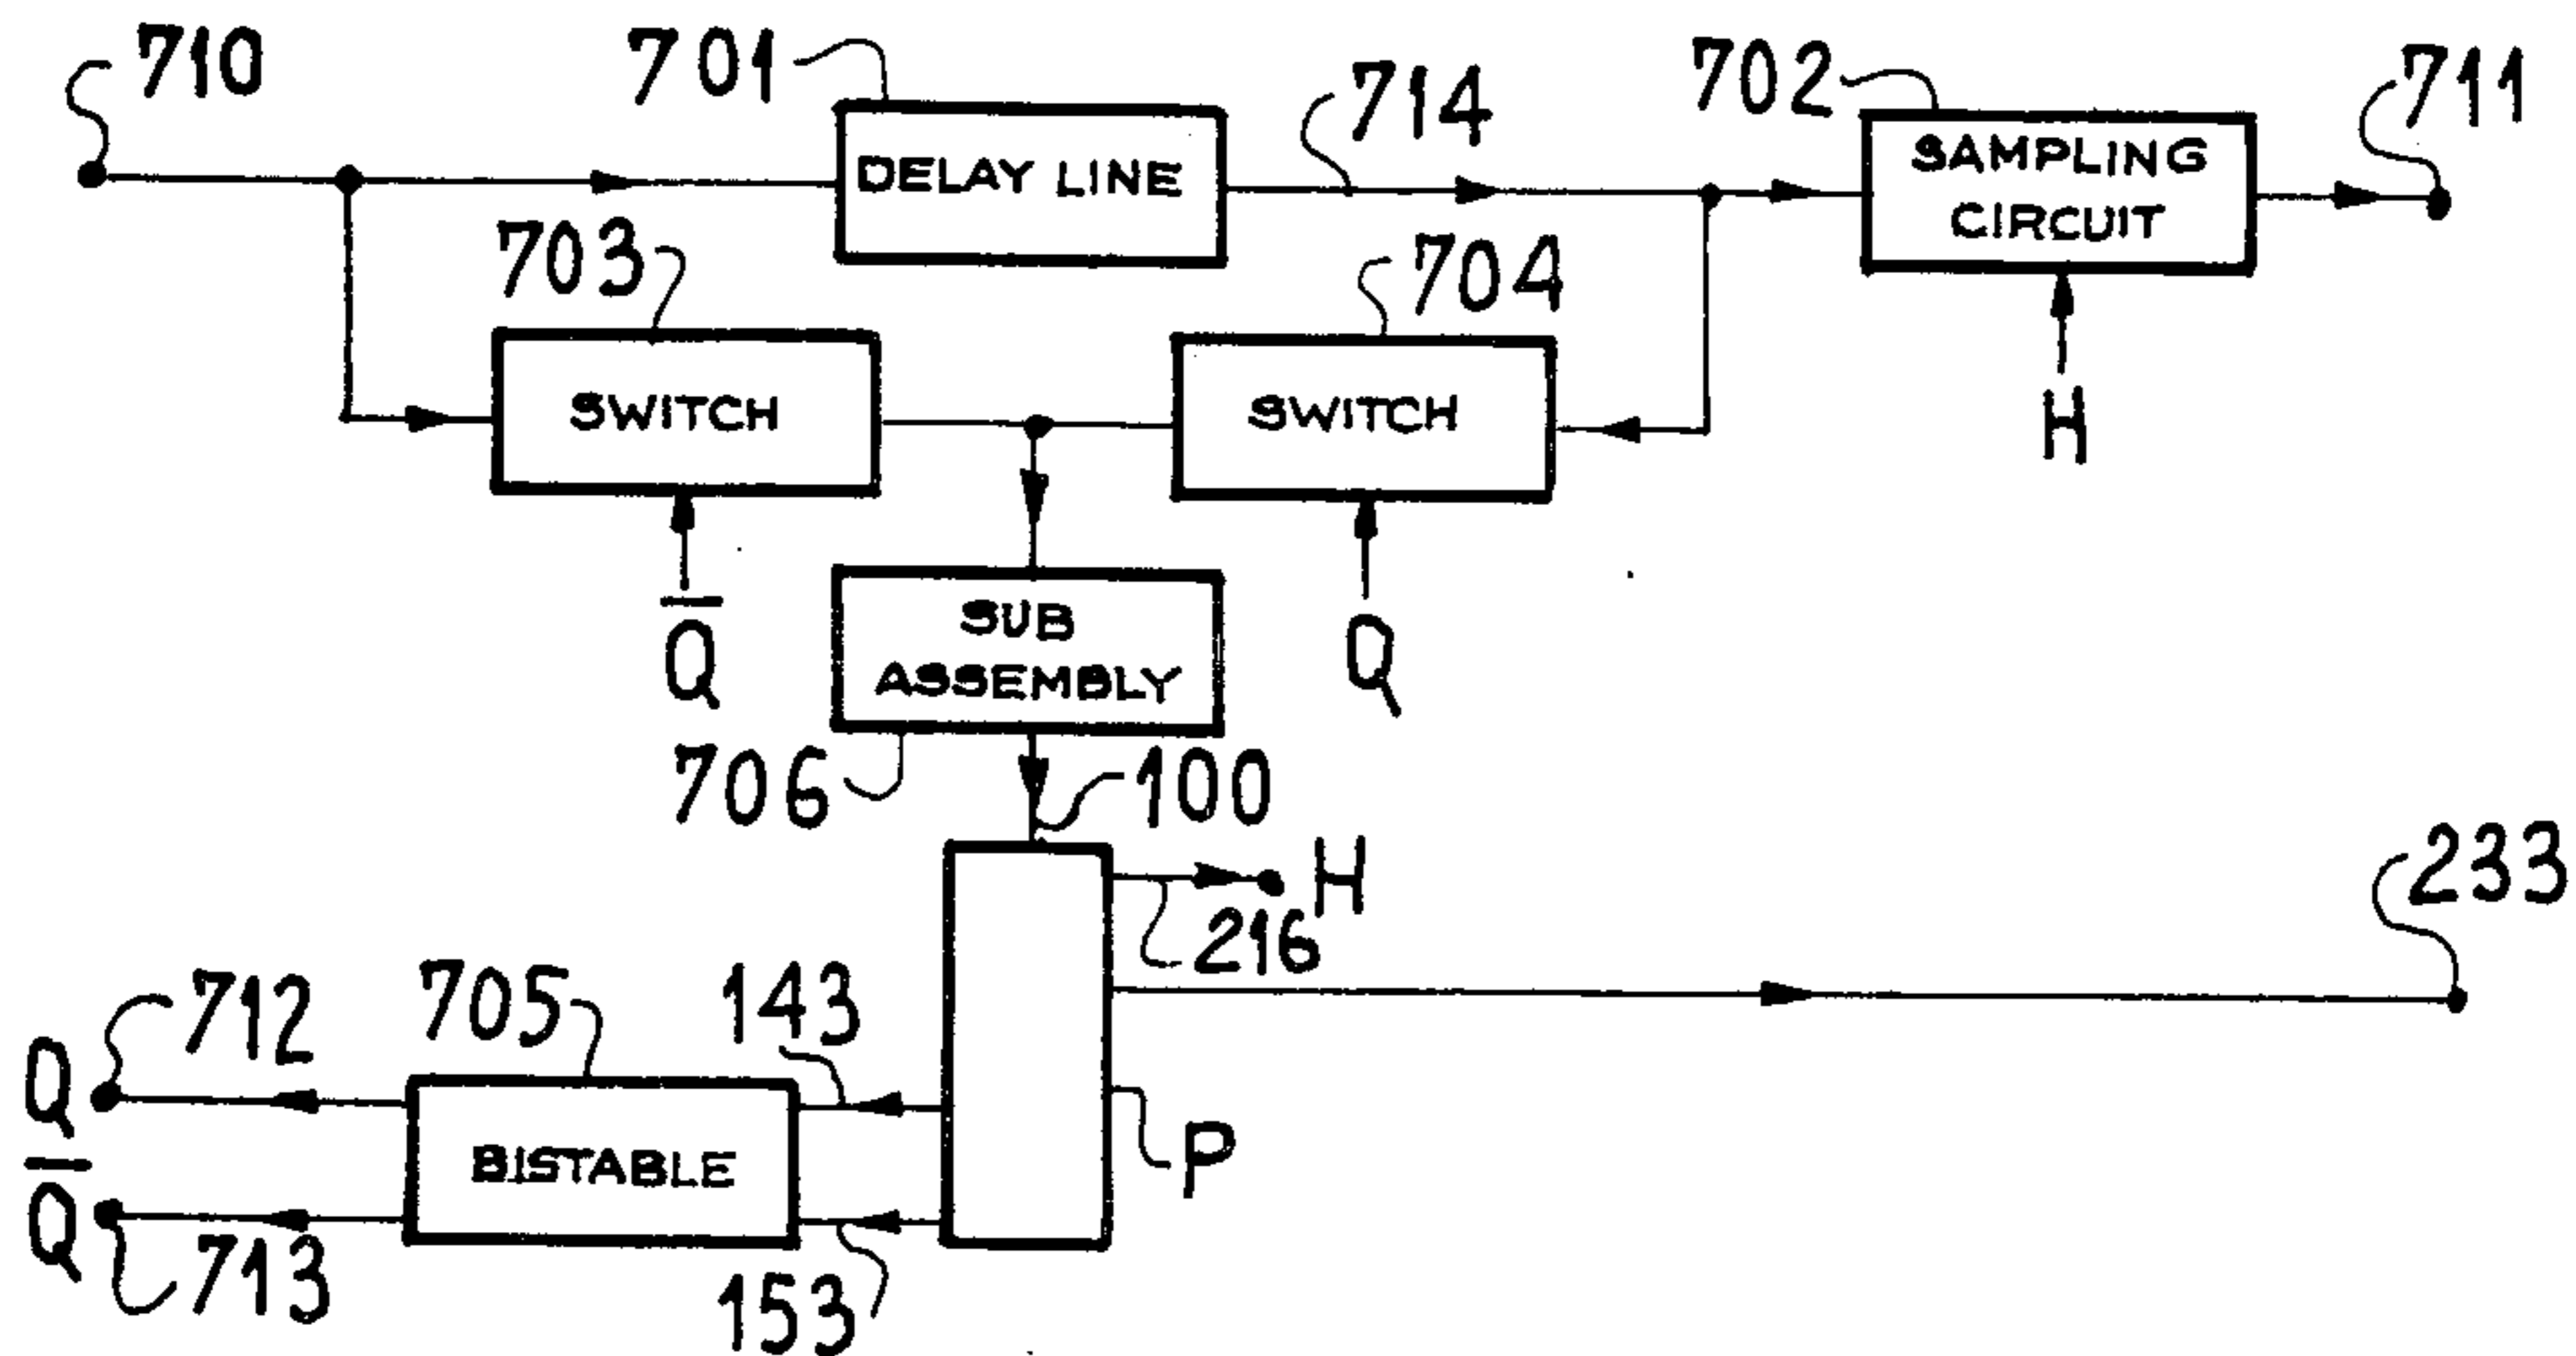 710
701
714
702
711
DELAY LINE
SAMPLING
CIRCUIT
703
704
SWITCH
SWITCH
H
Q̅
Q
SUB
ASSEMBLY
706
100
H
216
233
712
705
143
Q
BISTABLE
P
Q̅
713
153